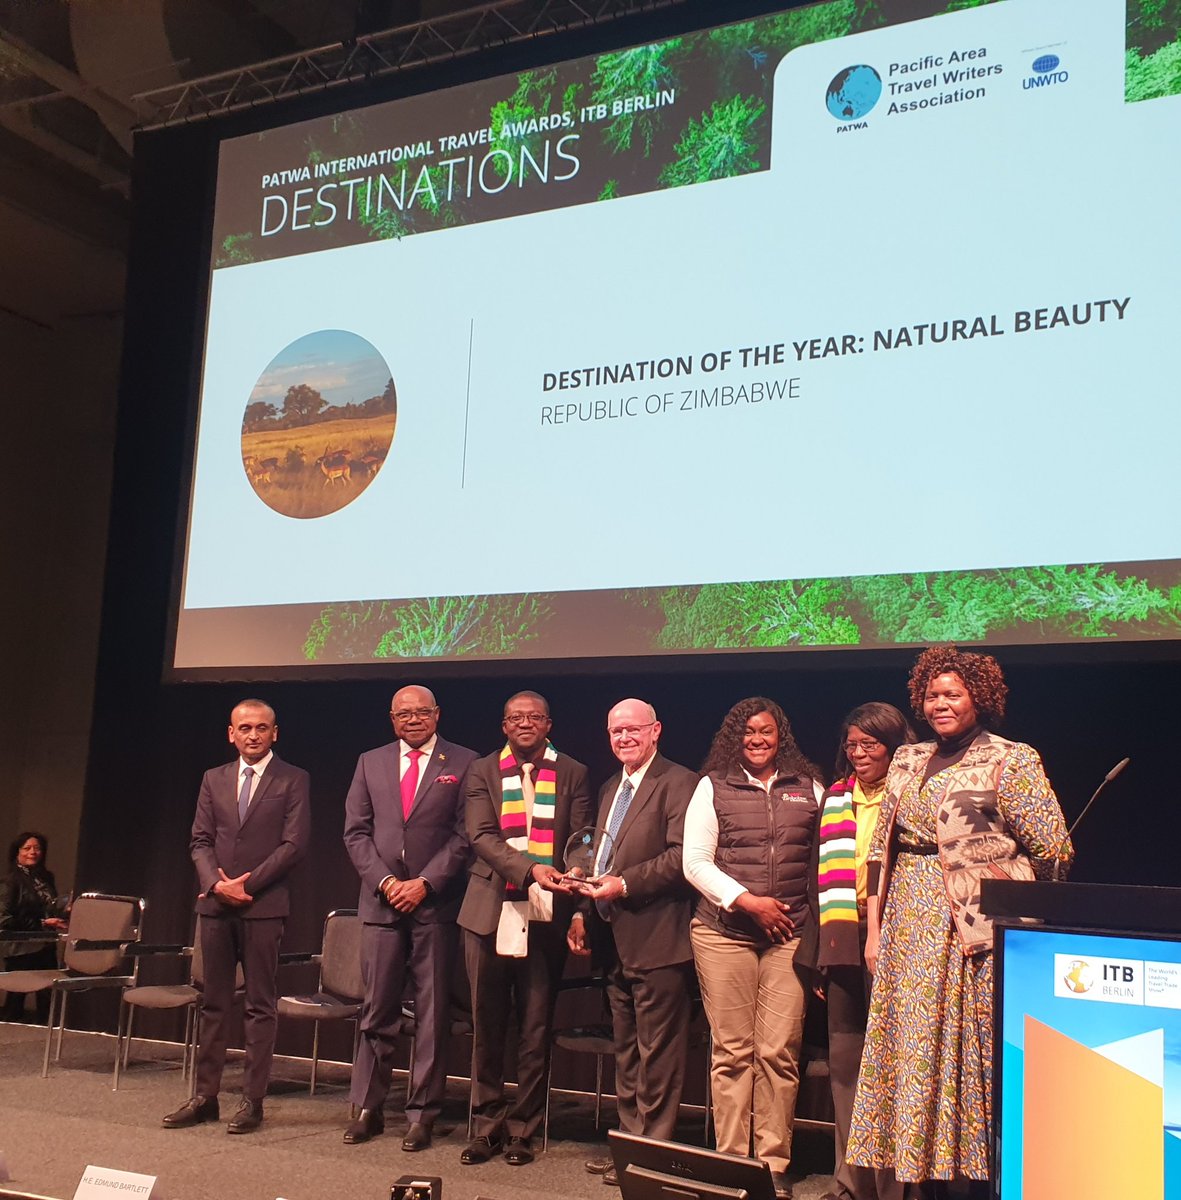 PATWA INTERNATIONAL TRAVEL AWARDS, ITB BERLIN
DESTINATIONS
Pacific Area
Travel Writers
Association
PATWA
UNWTO
DESTINATION OF THE YEAR: NATURAL BEAUTY
REPUBLIC OF ZIMBABWE
ITB
BERLIN
The World's
Leading
Travel Trade
Show®
H.E. EDMUND BARTLETT